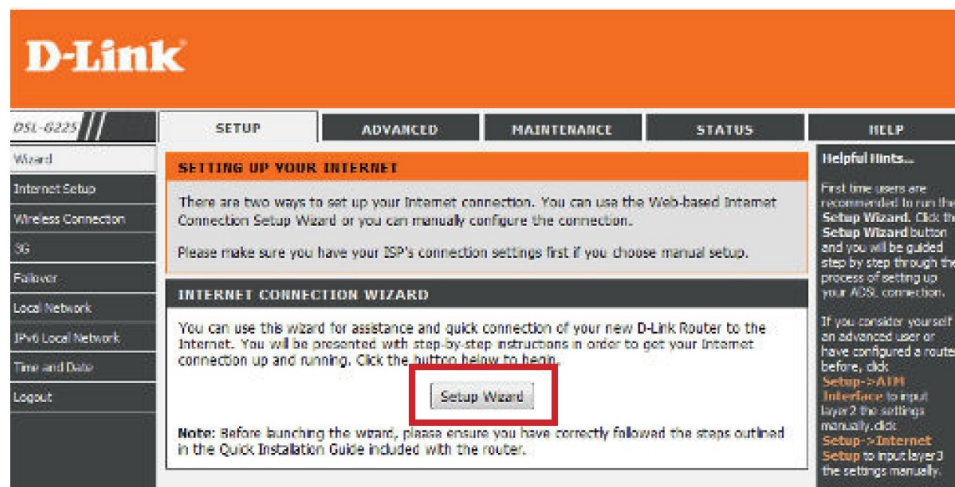 D-Link
DSL-G225
SETUP
ADVANCED
MAINTENANCE
STATUS
HELP
Wizard
Internet Setup
Wireless Connection
3G
Failover
Local Network
IPv6 Local Network
Time and Date
Logout
SETTING UP YOUR INTERNET
There are two ways to set up your Internet connection. You can use the Web-based Internet
Connection Setup Wizard or you can manually configure the connection.
Please make sure you have your ISP's connection settings first if you choose manual setup.
INTERNET CONNECTION WIZARD
You can use this wizard for assistance and quick connection of your new D-Link Router to the
Internet. You will be presented with step-by-step instructions in order to get your Internet
connection up and running. Click the button below to begin.
Setup Wizard
Note: Before launching the wizard, please ensure you have correctly followed the steps outlined
in the Quick Installation Guide included with the router.
Helpful Hints...
First time users are
recommended to run the
Setup Wizard. Click the
Setup Wizard button
and you will be guided
step by step through the
process of setting up
your ADSL connection.
If you consider yourself
an advanced user or
have configured a router
before, click
Setup->ATM
Interface to input
layer2 the settings
manually.click
Setup->Internet
Setup to input layer3
the settings manually.